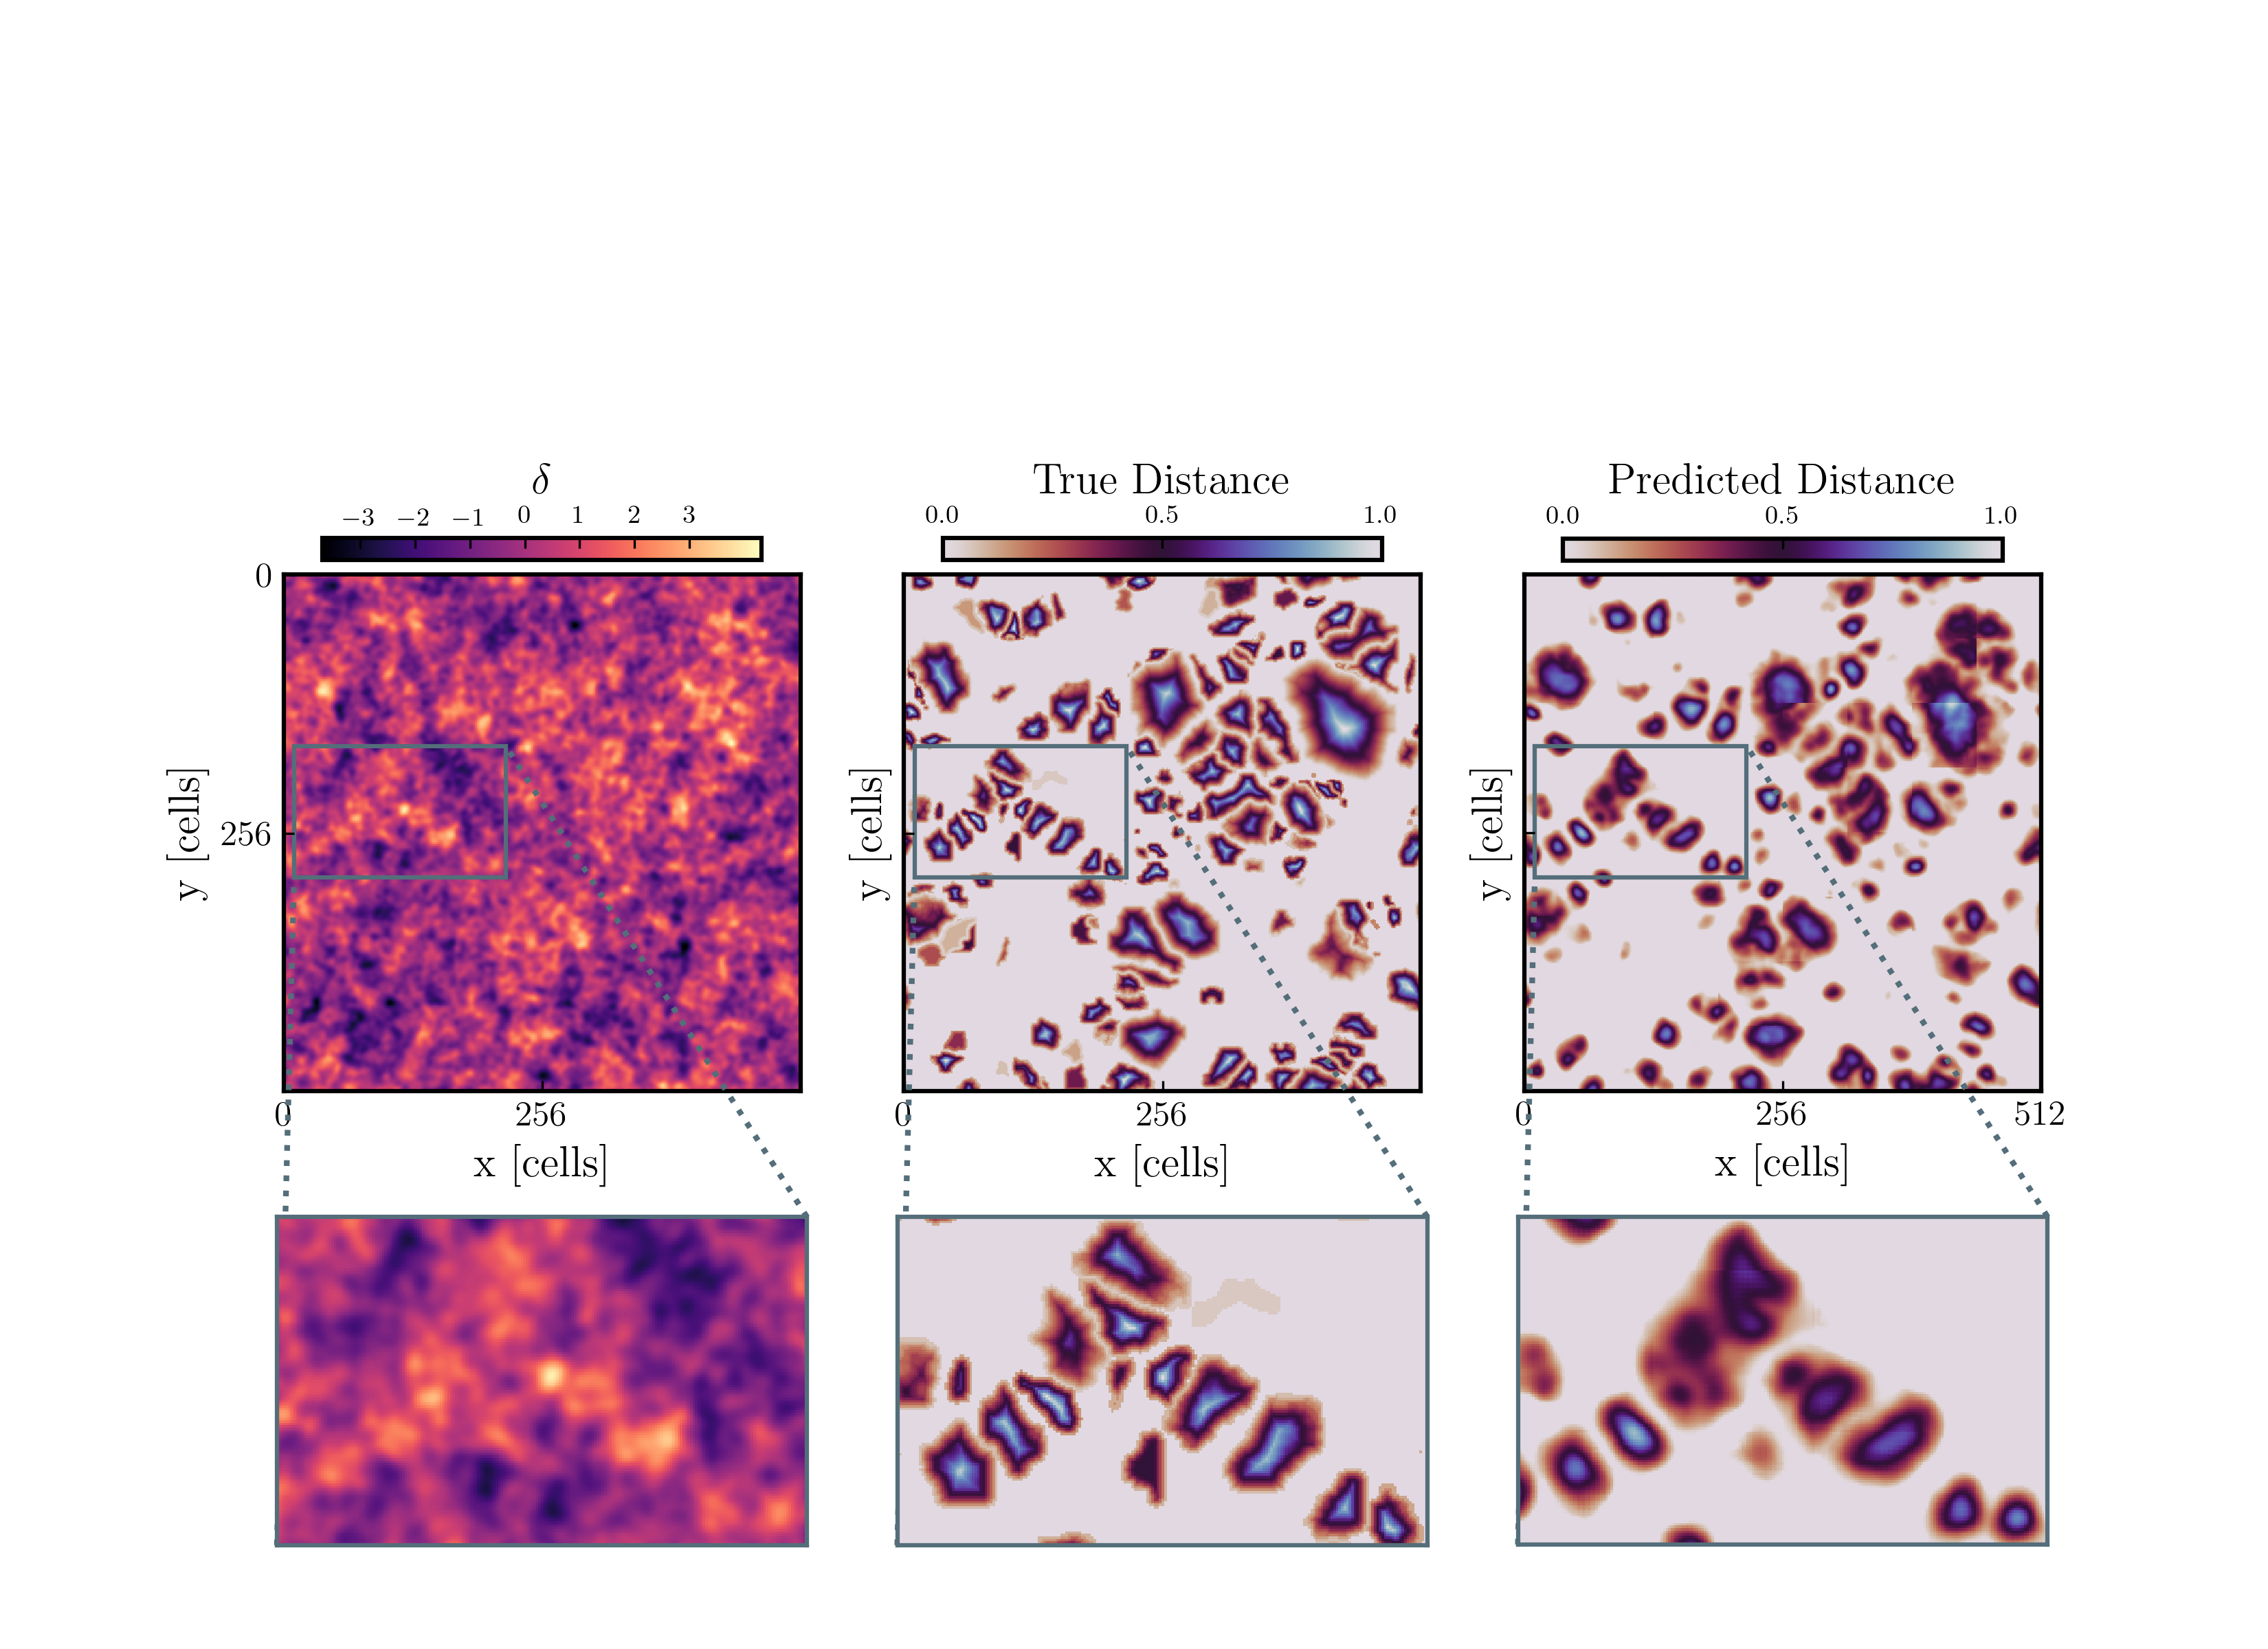 δ
−3 −2 −1 0 1 2 3
True Distance
0.0 0.5 1.0
Predicted Distance
0.0 0.5 1.0
0
256
y [cells]
0 256
x [cells]
y [cells]
0 256
x [cells]
y [cells]
0 256 512
x [cells]